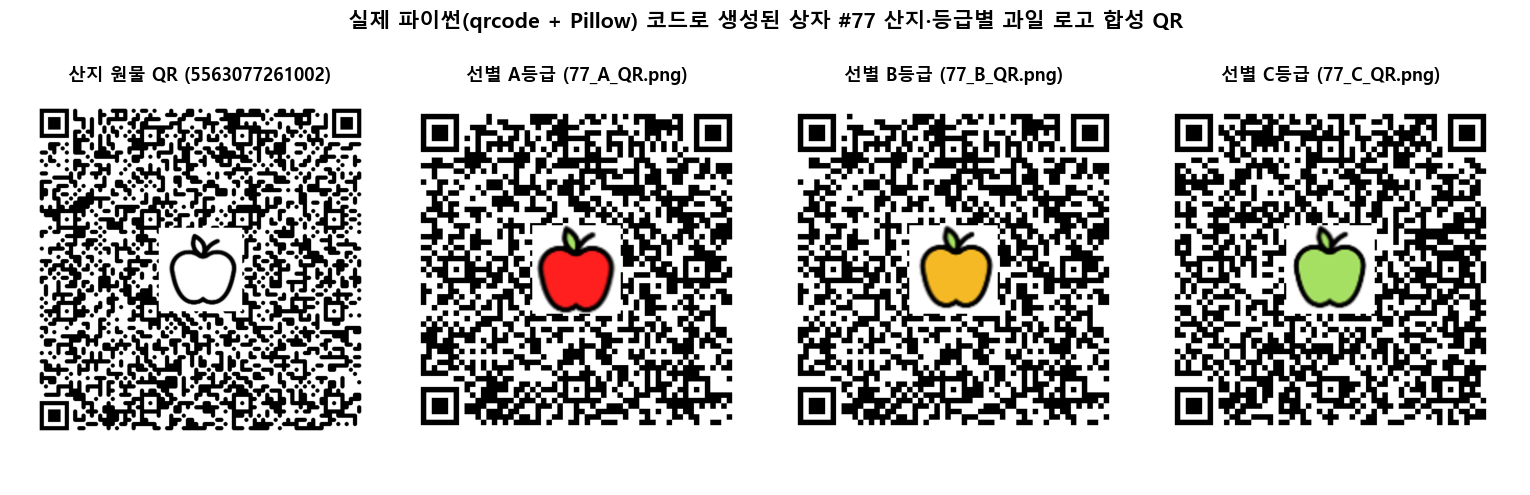 실제 파이썬(qrcode + Pillow) 코드로 생성된 상자 #77 산지·등급별 과일 로고 합성 QR
산지 원물 QR (5563077261002)
선별 A등급 (77_A_QR.png)
선별 B등급 (77_B_QR.png)
선별 C등급 (77_C_QR.png)